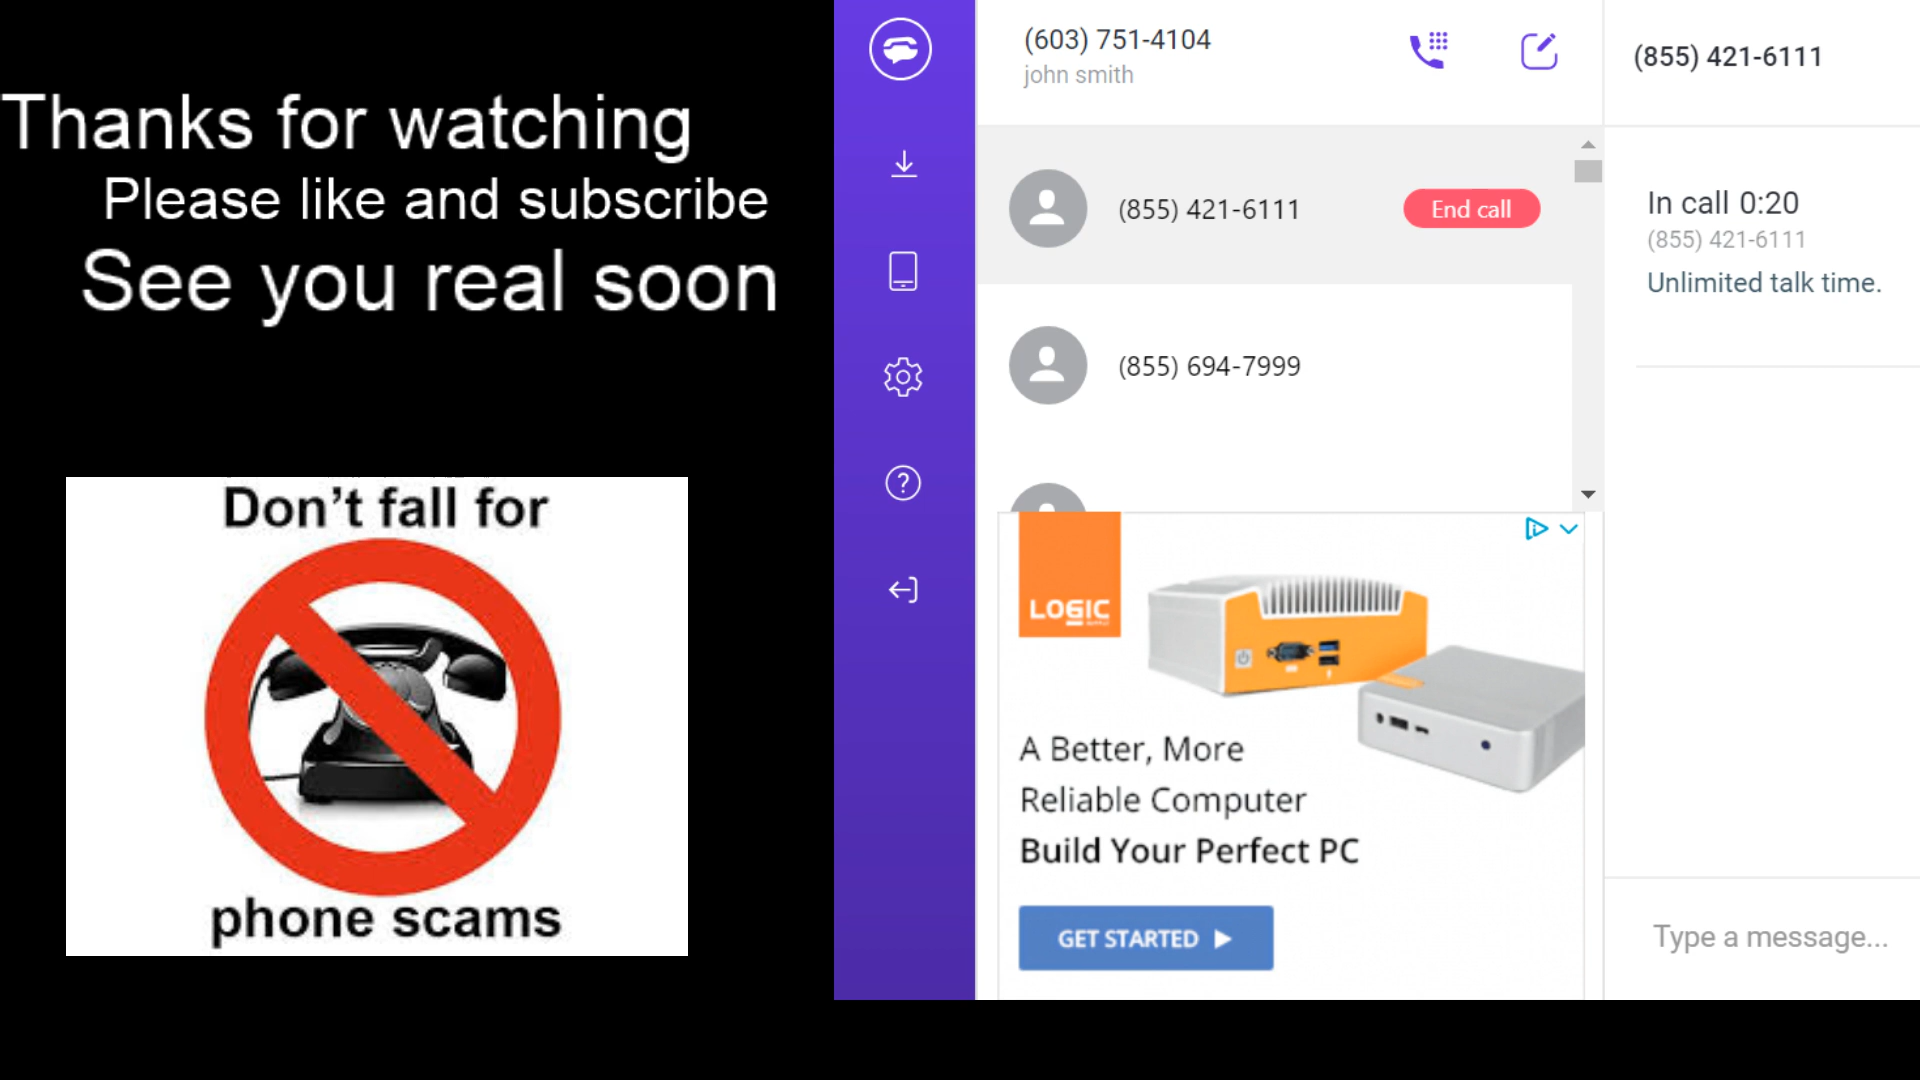 Thanks for watching
Please like and subscribe
See you real soon
Don't fall for
phone scams
(603) 751-4104
john smith
(855) 421-6111
End call
(855) 694-7999
LOGIC
A Better, More
Reliable Computer
Build Your Perfect PC
GET STARTED
(855) 421-6111
In call 0:20
(855) 421-6111
Unlimited talk time.
Type a message...